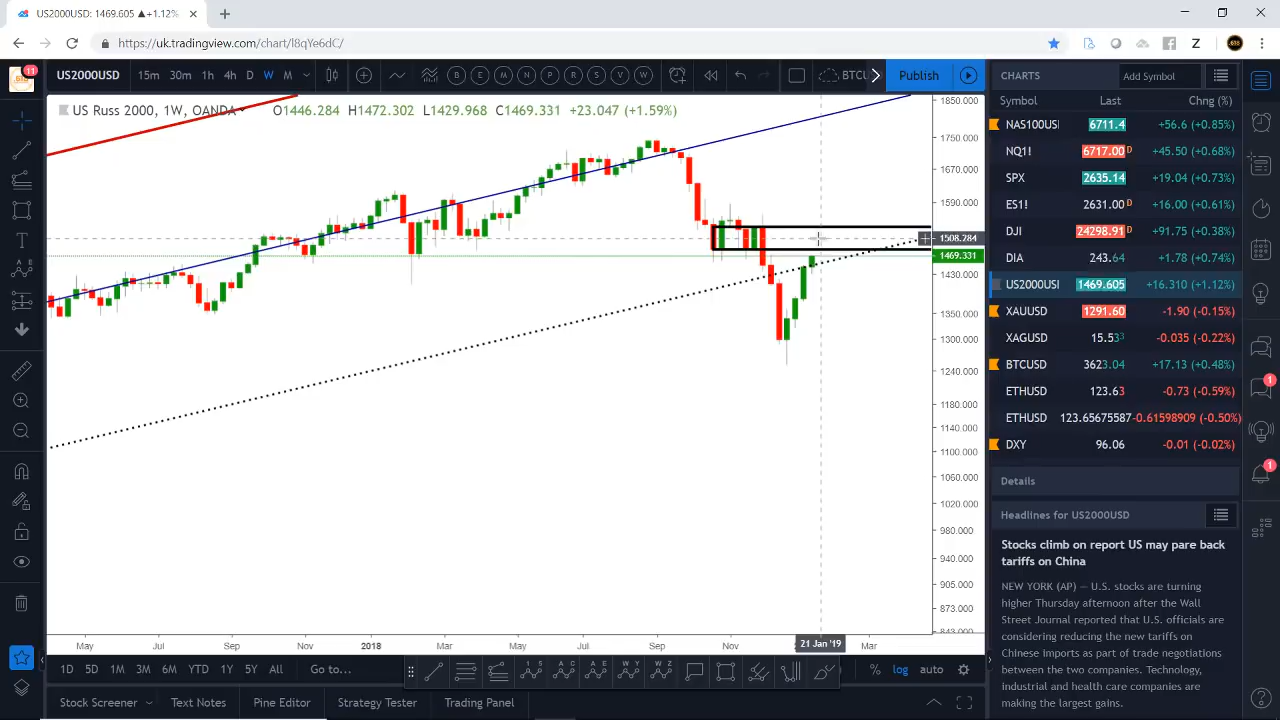 US2000USD: 1469.605 ▲+1.12%
https://uk.tradingview.com/chart/I8qYe6dC/
.618
Z
11
US2000USD 15m 30m 1h 4h D W M
C E D N P R S V W
BTCU
Publish
US Russ 2000, 1W, OANDA O1446.284 H1472.302 L1429.968 C1469.331 +23.047 (+1.59%)
1850.000
1750.000
1670.000
1590.000
1508.284
1469.331
1430.000
1350.000
1300.000
1240.000
1180.000
1140.000
1100.000
1060.000
1020.000
980.000
940.000
905.000
873.000
843.000
May Jul Sep Nov 2018 Mar May Jul Sep Nov 21 Jan '19 Mar
1D 5D 1M 3M 6M YTD 1Y 5Y All Go to...
% log auto
Stock Screener Text Notes Pine Editor Strategy Tester Trading Panel
CHARTS Add Symbol
Symbol Last Chng (%)
NAS100USI 6711.4 +56.6 (+0.85%)
NQ1! 6717.00 D +45.50 (+0.68%)
SPX 2635.14 +19.04 (+0.73%)
ES1! 2631.00 D +16.00 (+0.61%)
DJI 24298.91 D +91.75 (+0.38%)
DIA 243.64 +1.78 (+0.74%)
US2000USI 1469.605 +16.310 (+1.12%)
XAUUSD 1291.60 -1.90 (-0.15%)
XAGUSD 15.533 -0.035 (-0.22%)
BTCUSD 3623.04 +17.13 (+0.48%)
ETHUSD 123.63 -0.73 (-0.59%)
ETHUSD 123.65675587 -0.61598909 (-0.50%)
DXY 96.06 -0.01 (-0.02%)
Details
Headlines for US2000USD
Stocks climb on report US may pare back
tariffs on China
NEW YORK (AP) — U.S. stocks are turning
higher Thursday afternoon after the Wall
Street Journal reported that U.S. officials are
considering reducing the new tariffs on
Chinese Imports as part of trade negotiations
between the two companies. Technology,
industrial and health care companies are
making the largest gains.
1
1